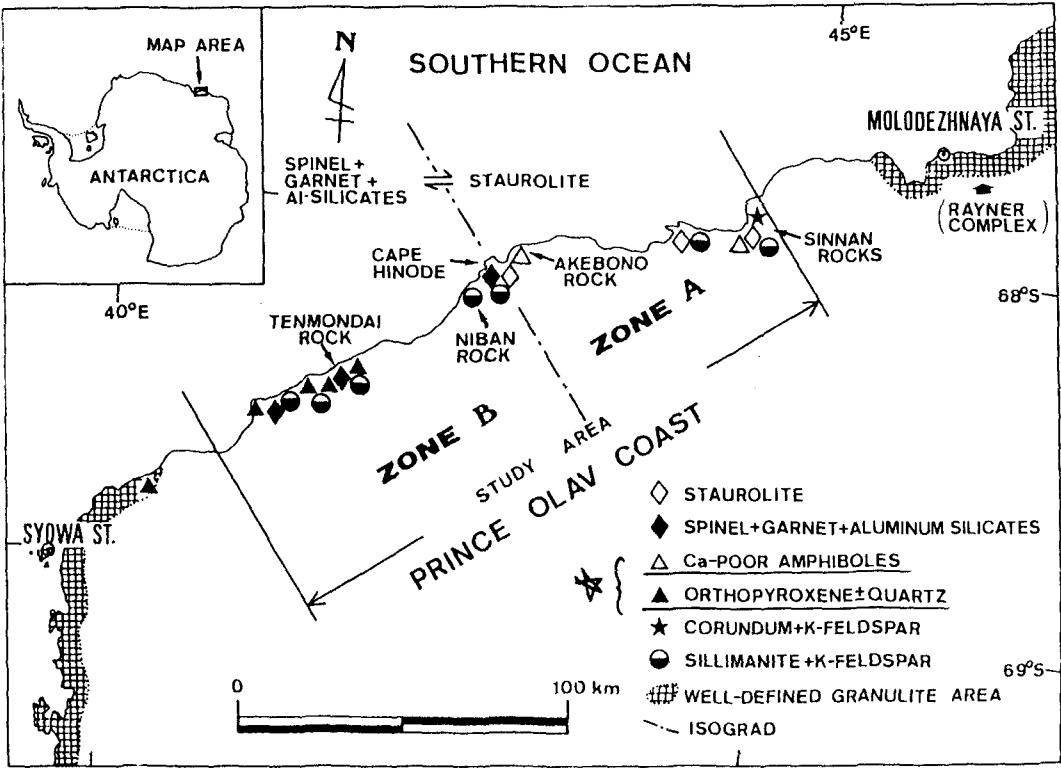 MAP AREA
ANTARCTICA
N
SOUTHERN OCEAN
45°E
MOLODEZHNAYA ST.
(RAYNER
COMPLEX)
SPINEL+
GARNET+
Al-SILICATES
STAUROLITE
CAPE
HINODE
AKEBONO
ROCK
SINNAN
ROCKS
68°S
40°E
TENMONDAI
ROCK
NIBAN
ROCK
ZONE A
ZONE B
STUDY AREA
PRINCE OLAV COAST
SYOWA ST.
STAUROLITE
SPINEL+GARNET+ALUMINUM SILICATES
Ca-POOR AMPHIBOLES
ORTHOPYROXENE±QUARTZ
CORUNDUM+K-FELDSPAR
SILLIMANITE+K-FELDSPAR
WELL-DEFINED GRANULITE AREA
ISOGRAD
69°S
0 100 km